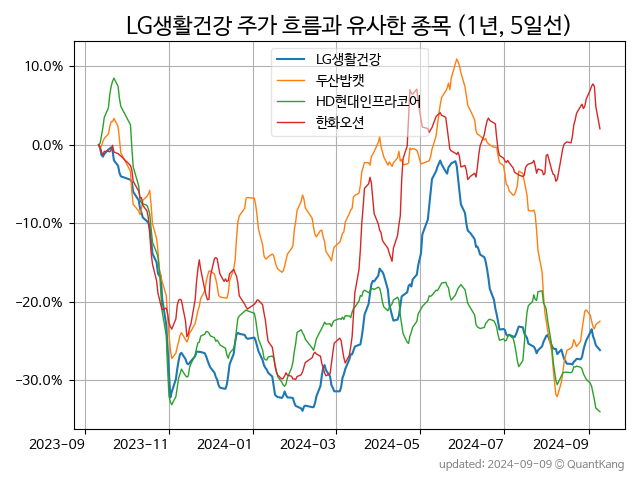 LG생활건강 주가 흐름과 유사한 종목 (1년, 5일선)
LG생활건강
두산밥캣
HD현대인프라코어
한화오션
10.0%
0.0%
−10.0%
−20.0%
−30.0%
2023-09
2023-11
2024-01
2024-03
2024-05
2024-07
2024-09
updated: 2024-09-09 © QuantKang